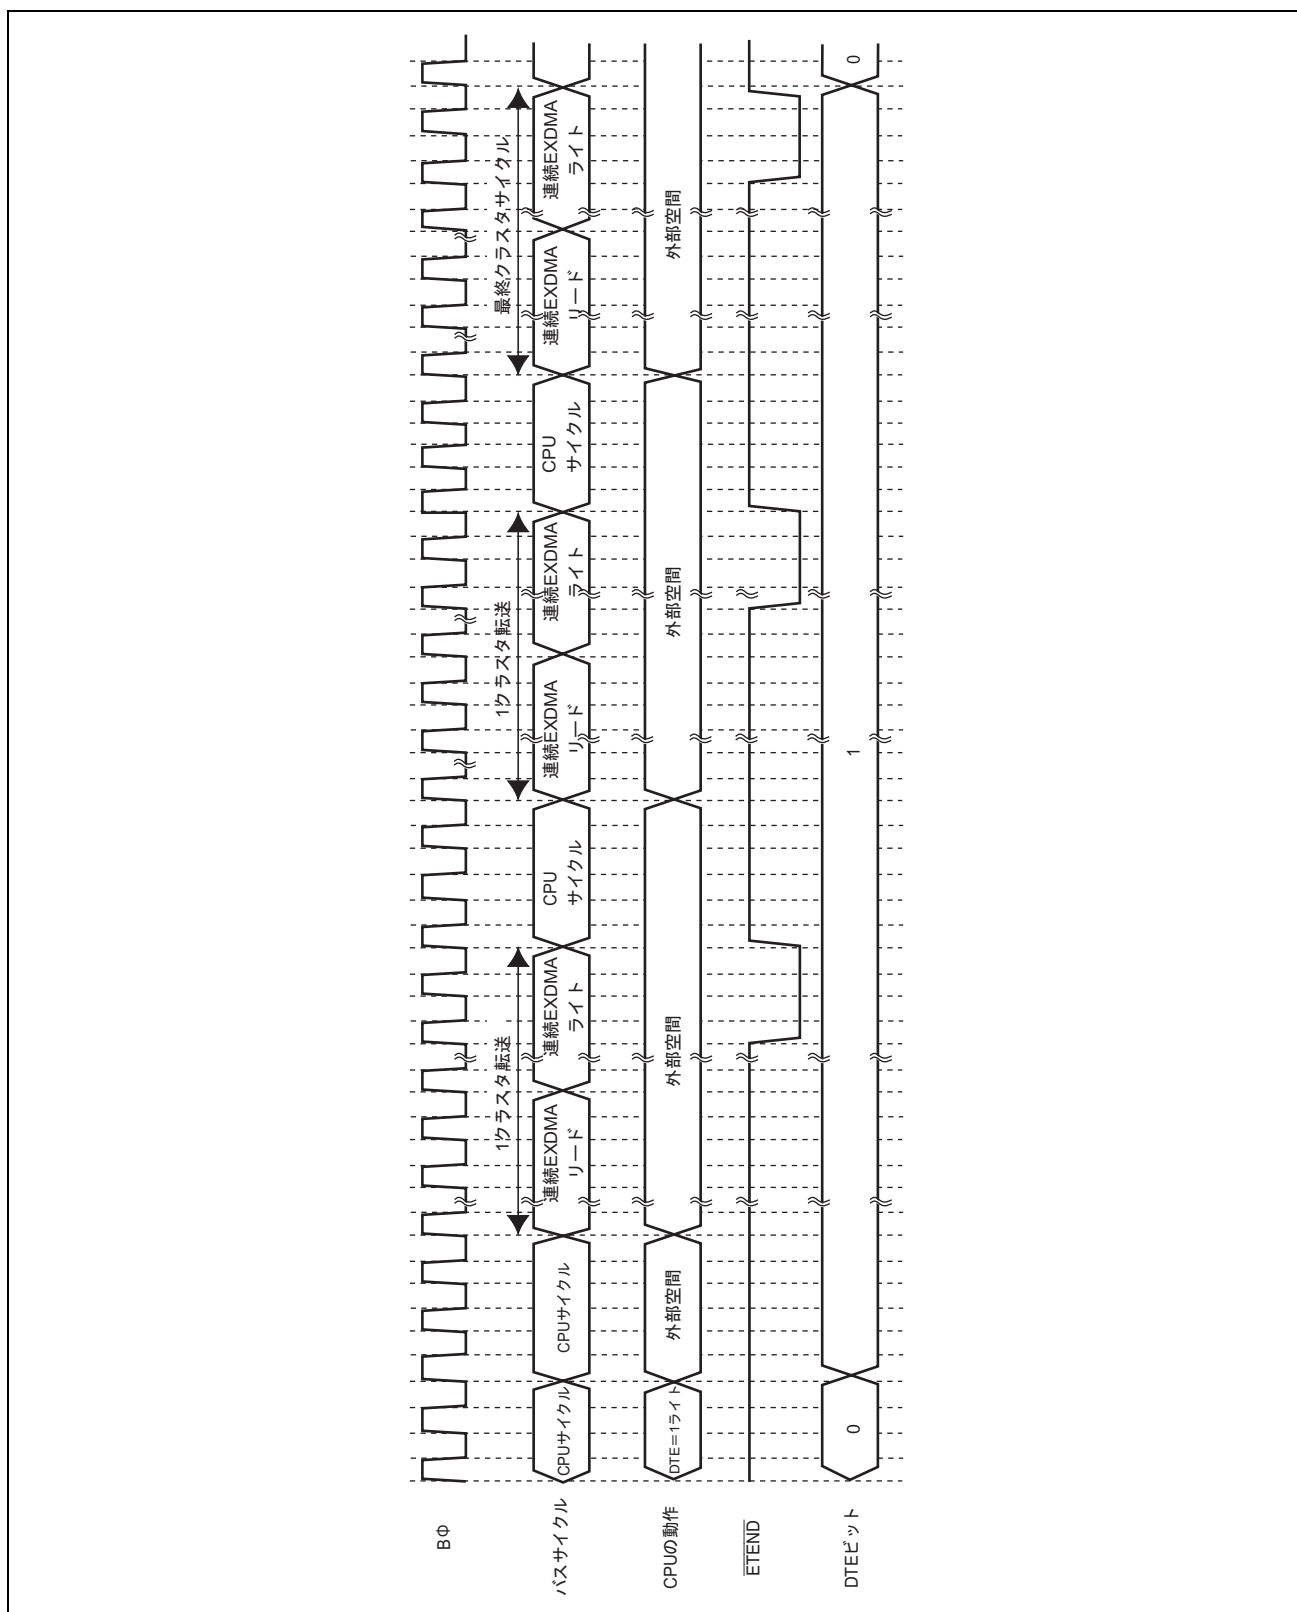 Bφ
バスサイクル
CPUサイクル
CPUサイクル
1クラスタ転送
連続EXDMA
リード
連続EXDMA
ライト
CPU
サイクル
1クラスタ転送
連続EXDMA
リード
連続EXDMA
ライト
CPU
サイクル
最終クラスタサイクル
連続EXDMA
リード
連続EXDMA
ライト
CPUの動作
DTE=1ライト
外部空間
外部空間
外部空間
外部空間
ETEND
DTEビット
0
1
0